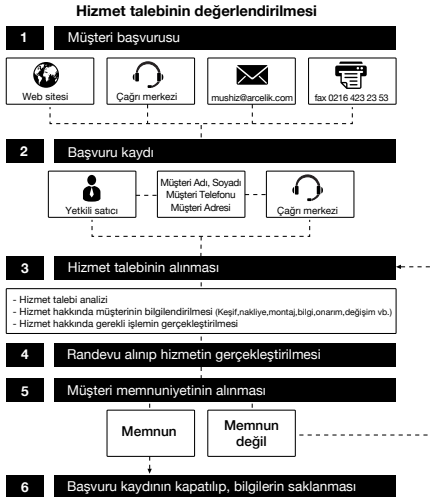 Hizmet talebinin değerlendirilmesi
1 Müşteri başvurusu
Web sitesi
Çağrı merkezi
mushiz@arcelik.com
fax 0216 423 23 53
2 Başvuru kaydı
Yetkili satıcı
Müşteri Adı, Soyadı
Müşteri Telefonu
Müşteri Adresi
Çağrı merkezi
3 Hizmet talebinin alınması
- Hizmet talebi analizi
- Hizmet hakkında müşterinin bilgilendirilmesi (Keşif,nakliye,montaj,bilgi,onarım,değişim vb.)
- Hizmet hakkında gerekli işlemin gerçekleştirilmesi
4 Randevu alınıp hizmetin gerçekleştirilmesi
5 Müşteri memnuniyetinin alınması
Memnun
Memnun
değil
6 Başvuru kaydının kapatılıp, bilgilerin saklanması